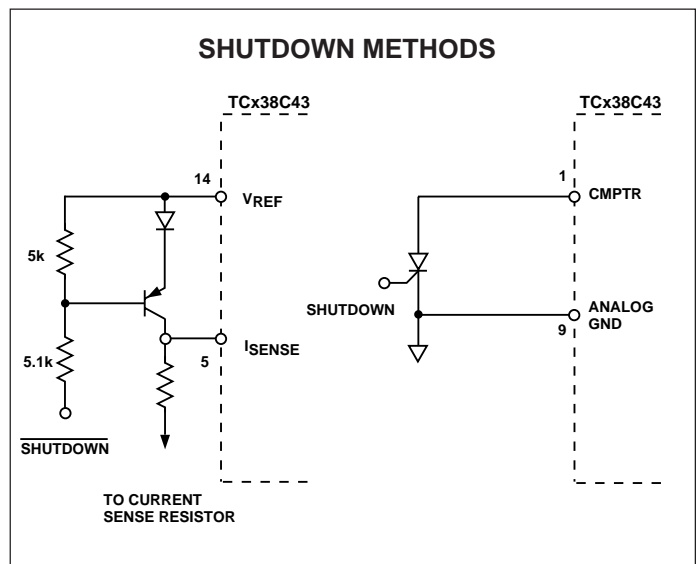 SHUTDOWN METHODS
TCx38C43
14
VREF
5k
5.1k
5
ISENSE
SHUTDOWN
TO CURRENT
SENSE RESISTOR
TCx38C43
1
CMPTR
SHUTDOWN
ANALOG
GND
9